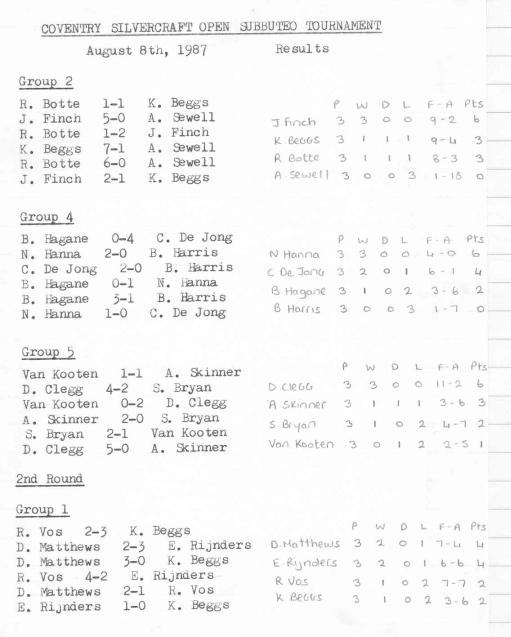 COVENTRY SILVERCRAFT OPEN SUBBUTEO TOURNAMENT
August 8th, 1987 Results
Group 2
P W D L F-A Pts
R. Botte 1-1 K. Beggs
J. Finch 5-0 A. Sewell
J Finch 3 3 0 0 9-2 6
R. Botte 1-2 J. Finch
K Beggs 3 1 1 1 9-4 3
K. Beggs 7-1 A. Sewell
R Botte 3 1 1 1 8-3 3
R. Botte 6-0 A. Sewell
A Sewell 3 0 0 3 1-18 0
J. Finch 2-1 K. Beggs
Group 4
P W D L F-A Pts
B. Hagane 0-4 C. De Jong
N. Hanna 2-0 B. Harris
N Hanna 3 3 0 0 4-0 6
C. De Jong 2-0 B. Harris
C De Jong 3 2 0 1 6-1 4
B. Hagane 0-1 N. Hanna
B Hagane 3 1 0 2 3-6 2
B. Hagane 3-1 B. Harris
B Harris 3 0 0 3 1-7 0
N. Hanna 1-0 C. De Jong
Group 5
P W D L F-A Pts
Van Kooten 1-1 A. Skinner
D. Clegg 4-2 S. Bryan
D Clegg 3 3 0 0 11-2 6
Van Kooten 0-2 D. Clegg
A Skinner 3 1 1 1 3-6 3
A. Skinner 2-0 S. Bryan
S. Bryan 3 1 0 2 4-7 2
S. Bryan 2-1 Van Kooten
Van Kooten 3 0 1 2 2-5 1
D. Clegg 5-0 A. Skinner
2nd Round
Group 1
P W D L F-A Pts
R. Vos 2-3 K. Beggs
D. Matthews 2-3 E. Rijnders
D. Matthews 3 2 0 1 7-4 4
D. Matthews 3-0 K. Beggs
E. Rijnders 3 2 0 1 6-6 4
R. Vos 4-2 E. Rijnders
R Vos 3 1 0 2 7-7 2
D. Matthews 2-1 R. Vos
K Beggs 3 1 0 2 3-6 2
E. Rijnders 1-0 K. Beggs